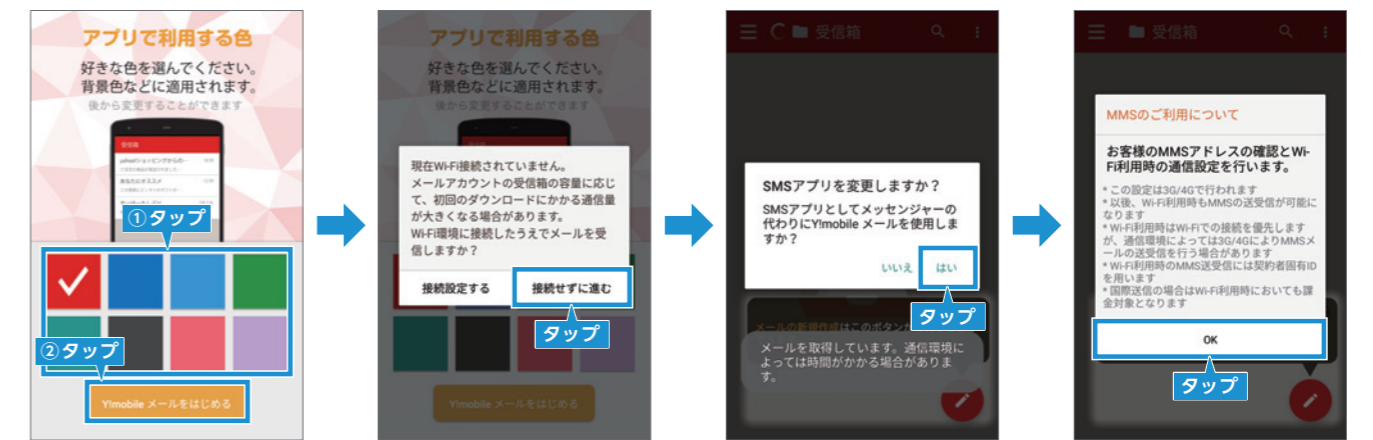 アプリで利用する色
好きな色を選んでください。
背景色などに適用されます。
後から変更することができます
受信箱
①タップ
②タップ
Y!mobile メールをはじめる
アプリで利用する色
好きな色を選んでください。
背景色などに適用されます。
後から変更することができます
現在Wi-Fi接続されていません。
メールアカウントの受信箱の容量に応じ
て、初回のダウンロードにかかる通信量
が大きくなる場合があります。
Wi-Fi環境に接続したうえでメールを受
信しますか？
接続設定する
接続せずに進む
タップ
Y!mobile メールをはじめる
受信箱
SMSアプリを変更しますか？
SMSアプリとしてメッセンジャーの
代わりにY!mobile メールを使用しま
すか？
いいえ
はい
タップ
メールの新規作成はこのボタンか
メールを取得しています。通信環境に
よっては時間がかかる場合がありま
す。
受信箱
MMSのご利用について
お客様のMMSアドレスの確認とWi-
Fi利用時の通信設定を行います。
* この設定は3G/4Gで行われます
* 以後、Wi-Fi利用時もMMSの送受信が可能に
なります
* Wi-Fi利用時はWi-Fiでの接続を優先します
が、通信環境によっては3G/4GによりMMSメ
ールの送受信を行う場合があります
* Wi-Fi利用時のMMS送受信には契約者固有ID
を用います
* 国際送信の場合はWi-Fi利用時においても課
金対象となります
OK
タップ